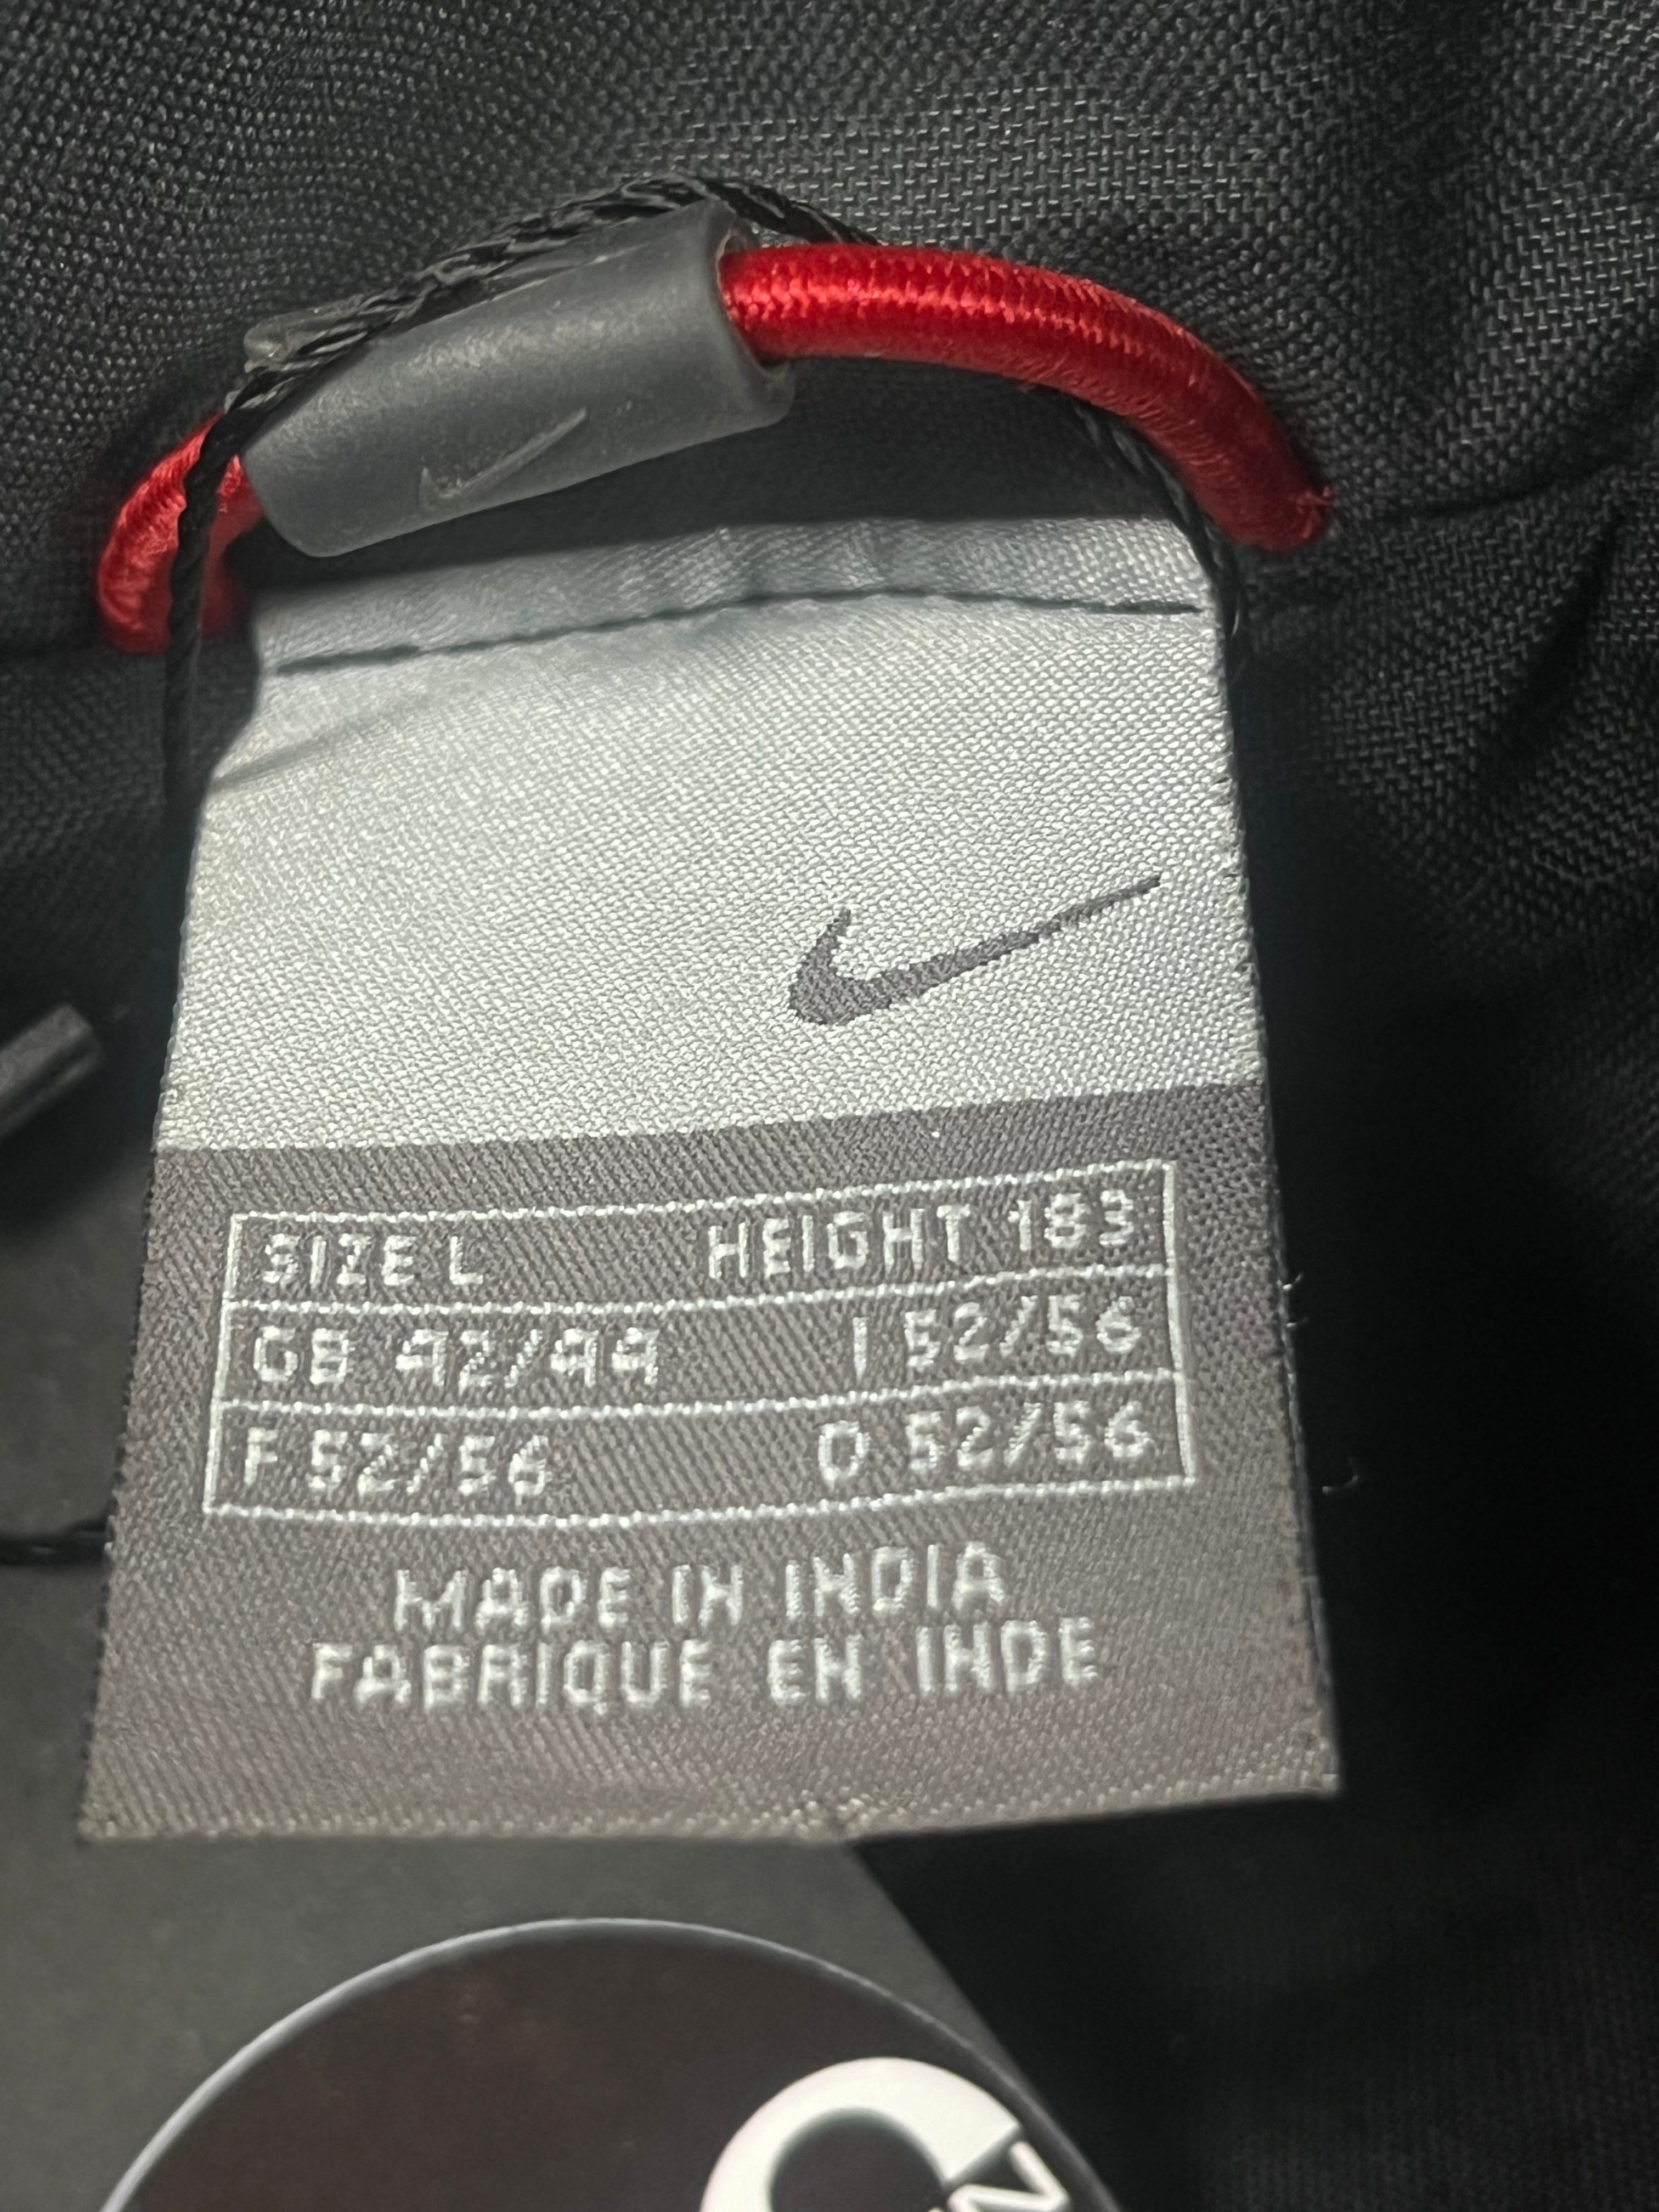 SIZE L HEIGHT 183
GB 42/44 I 52/56
F 52/56 D 52/56
MADE IN INDIA
FABRIQUE EN INDE